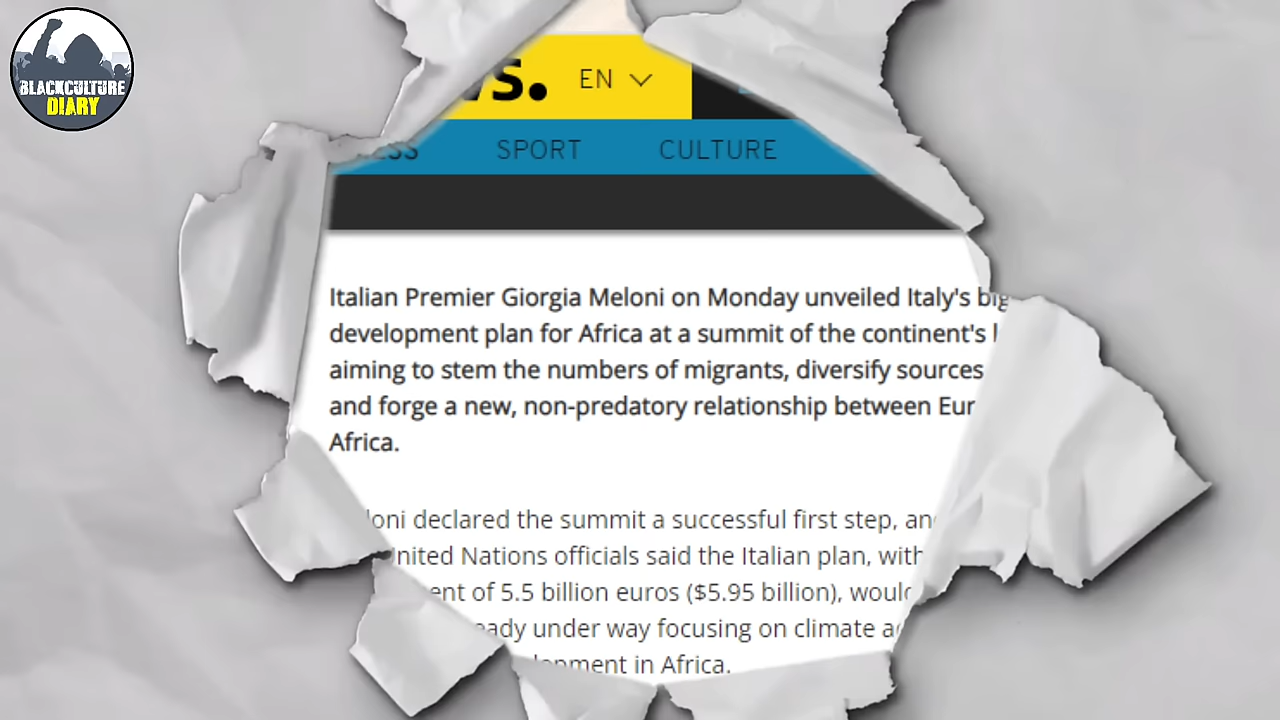 BLACKCULTURE
DIARY
EN
SPORT
CULTURE
Italian Premier Giorgia Meloni on Monday unveiled Italy's
development plan for Africa at a summit of the continent's
aiming to stem the numbers of migrants, diversify sources
and forge a new, non-predatory relationship between
Africa.
declared the summit a successful first step,
United Nations officials said the Italian plan, with
of 5.5 billion euros ($5.95 billion),
under way focusing on climate
in Africa.